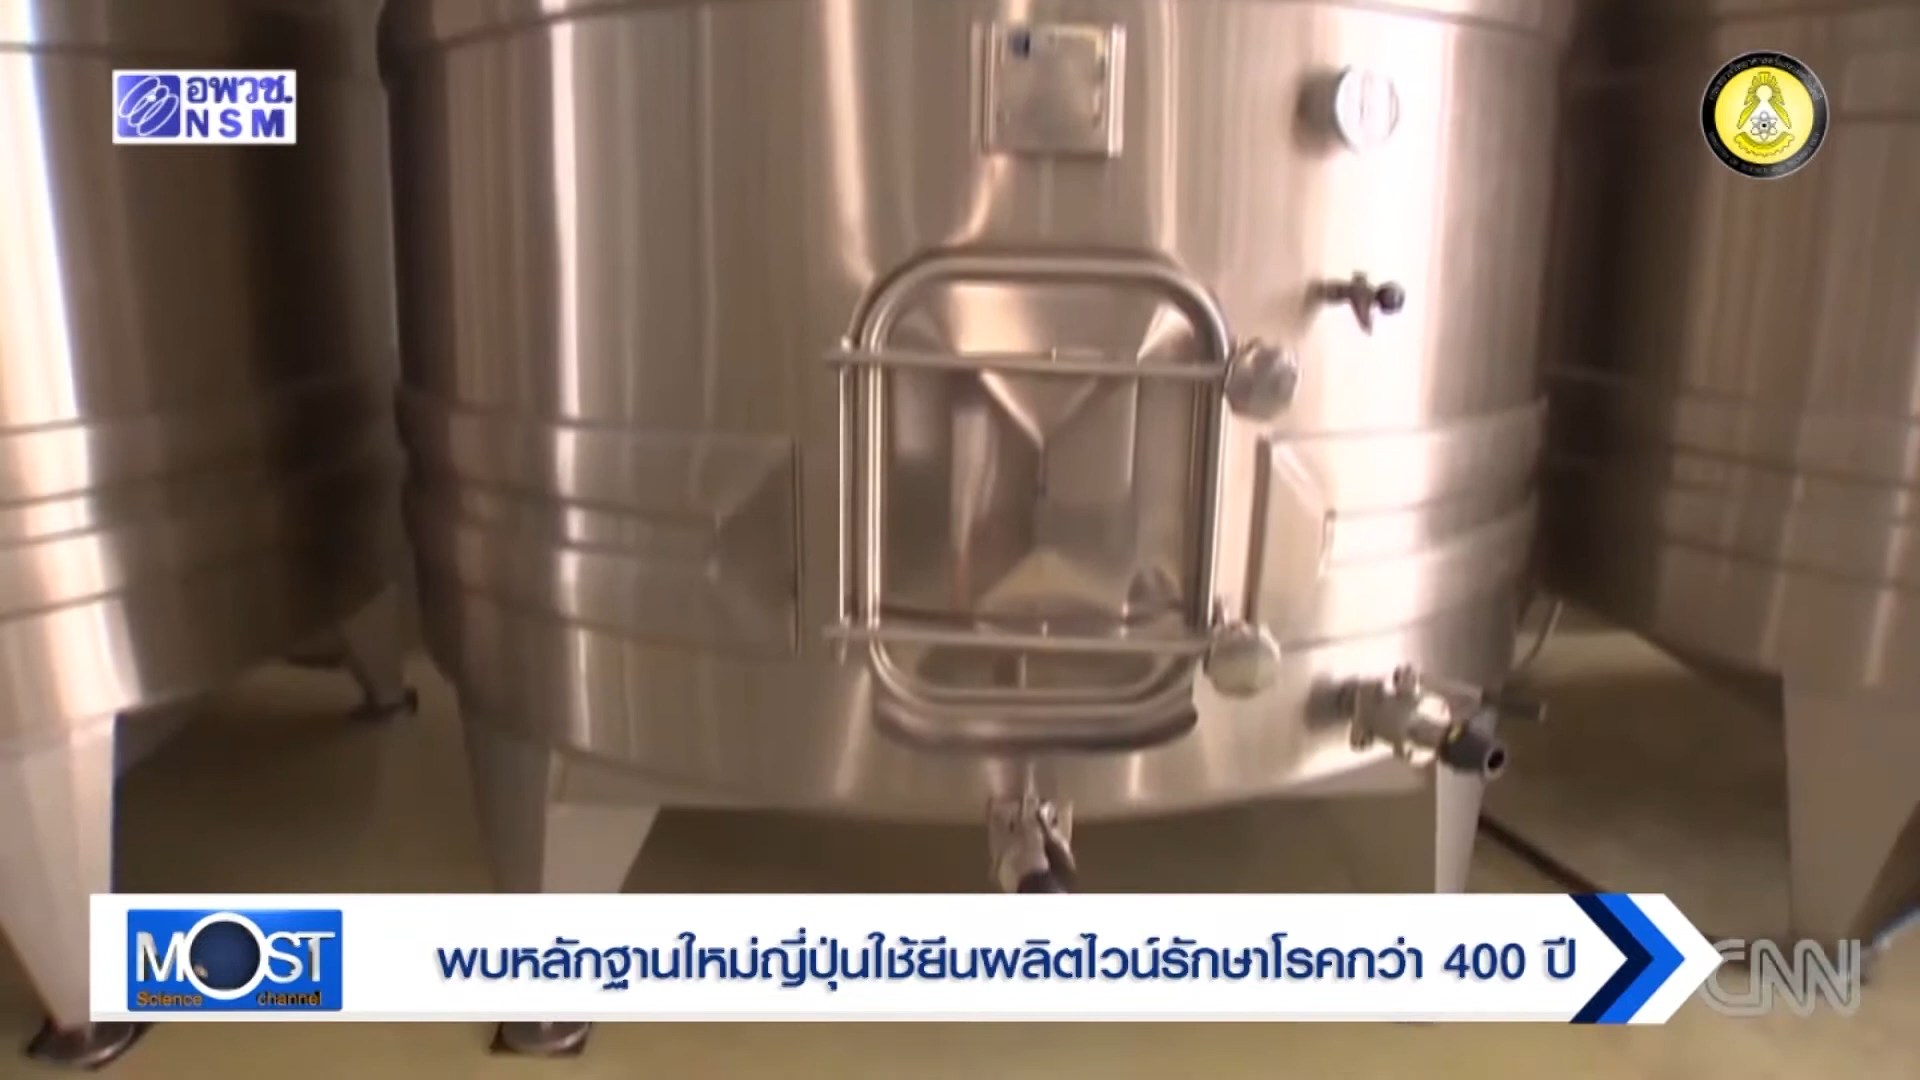 อพวช.
NSM
MOST
Science channel
พบหลักฐานใหม่ญี่ปุ่นใช้ยีนผลิตไวน์รักษาโรคกว่า 400 ปี
CNN